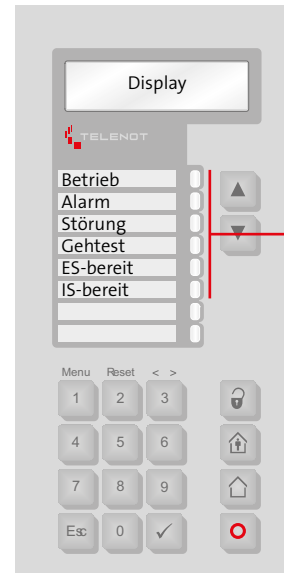 Display
TELENOT
Betrieb
Alarm
Störung
Gehtest
ES-bereit
IS-bereit
Menu Reset < >
1 2 3
4 5 6
7 8 9
Esc 0